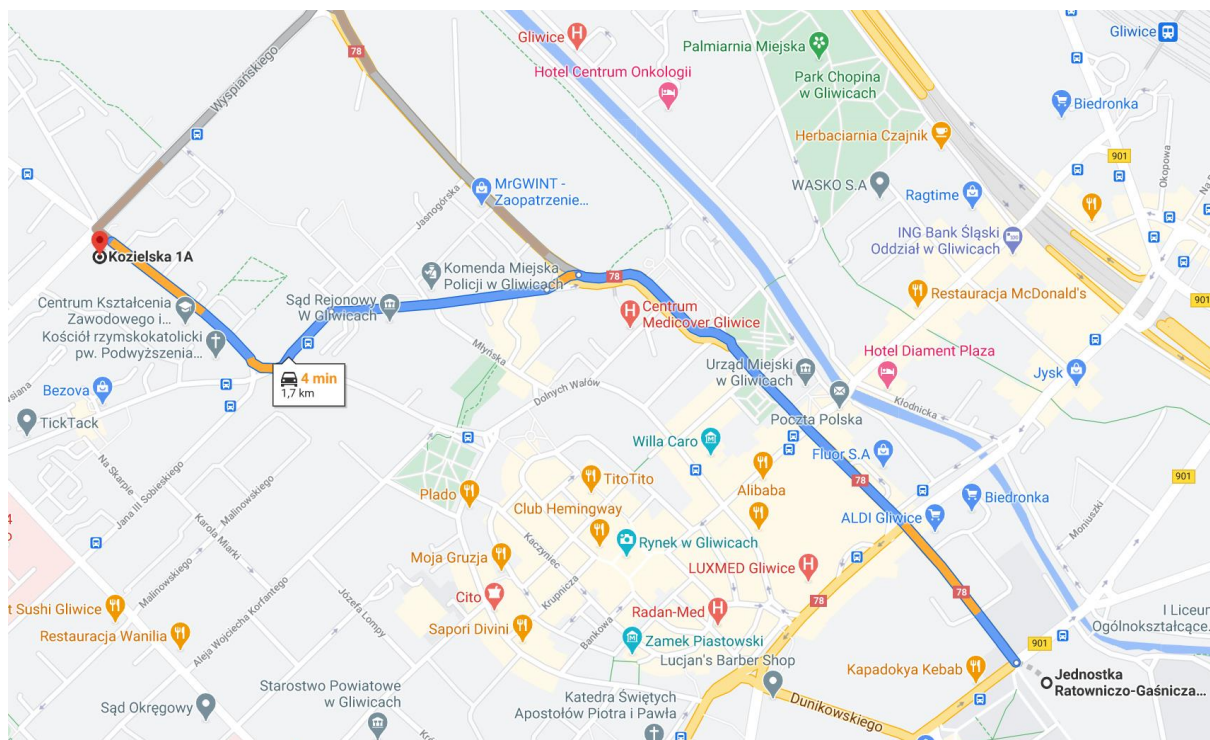 Gliwice
Palmiarnia Miejska
Gliwice
Hotel Centrum Onkologii
Park Chopina
w Gliwicach
78
Wyspiańskiego
Biedronka
Herbaciarnia Czajnik
901
Okopowa
WASKO S.A
Ragtime
MrGWINT -
Zaopatrzenie...
Jasnogórska
ING Bank Śląski
Oddział w Gliwicach
Kozielska 1A
Komenda Miejska
Policji w Gliwicach
78
901
Restauracja McDonald's
Centrum Kształcenia
Zawodowego i...
Sąd Rejonowy
W Gliwicach
Centrum
Medicover Gliwice
Kościół rzymskokatolicki
pw. Podwyższenia...
Młyńska
Hotel Diament Plaza
Urząd Miejski
w Gliwicach
Jysk
4 min
1,7 km
Bezova
Dolnych Wałów
Kłodnicka
TickTack
Poczta Polska
Willa Caro
Fluor S.A
Na Skarpie
Jana III Sobieskiego
Malinowskiego
TitoTito
Alibaba
78
901
Plado
Club Hemingway
Biedronka
Moniuszki
Karola Miarki
ALDI Gliwice
Kaczyniec
Rynek w Gliwicach
Moja Gruzja
LUXMED Gliwice
Malinowskiego
Krupnicza
78
78
Cito
t Sushi Gliwice
Aleja Wojciecha Korfantego
Józefa Lompy
Radan-Med
I Liceum
Ogólnokształcące...
Restauracja Wanilia
Sapori Divini
Bankowa
Zamek Piastowski
901
Lucjan's Barber Shop
Kapadokya Kebab
Jednostka
Ratowniczo-Gaśnicza...
Starostwo Powiatowe
w Gliwicach
Katedra Świętych
Apostołów Piotra i Pawła
Dunikowskiego
Sąd Okręgowy